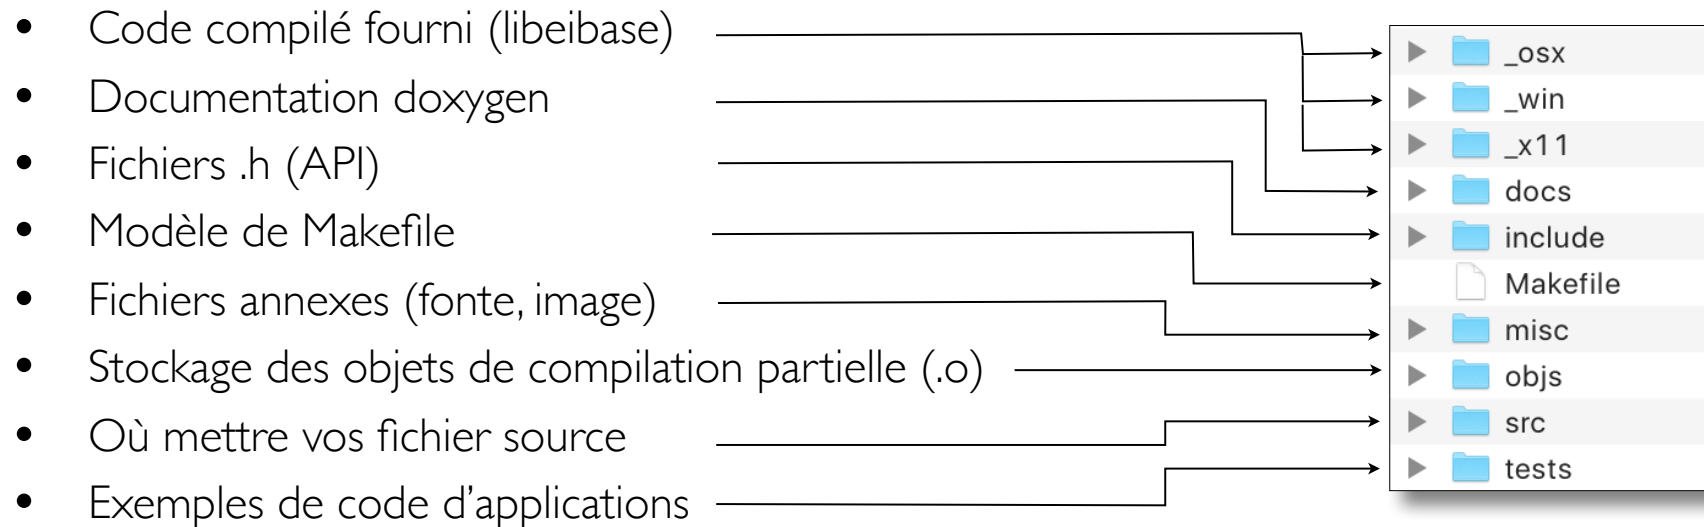 • Code compilé fourni (libeibase)
• Documentation doxygen
• Fichiers .h (API)
• Modèle de Makefile
• Fichiers annexes (fonte, image)
• Stockage des objets de compilation partielle (.o)
• Où mettre vos fichier source
• Exemples de code d’applications
_osx
_win
_x11
docs
include
Makefile
misc
objs
src
tests